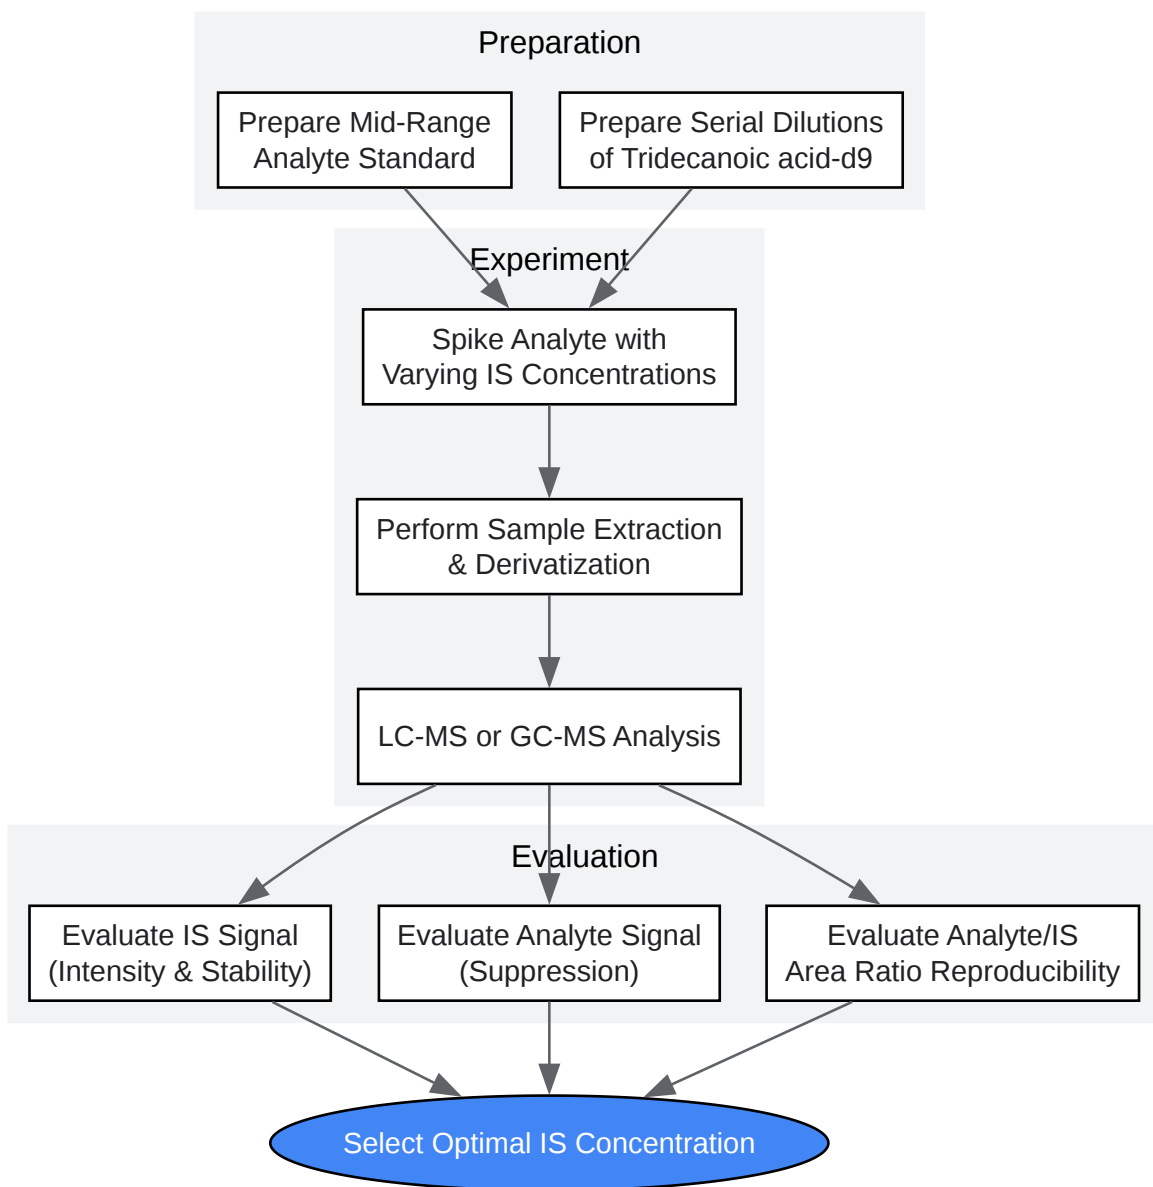 Preparation
Prepare Mid-Range
Analyte Standard
Prepare Serial Dilutions
of Tridecanoic acid-d9
Experiment
Spike Analyte with
Varying IS Concentrations
Perform Sample Extraction
& Derivatization
LC-MS or GC-MS Analysis
Evaluation
Evaluate IS Signal
(Intensity & Stability)
Evaluate Analyte Signal
(Suppression)
Evaluate Analyte/IS
Area Ratio Reproducibility
Select Optimal IS Concentration